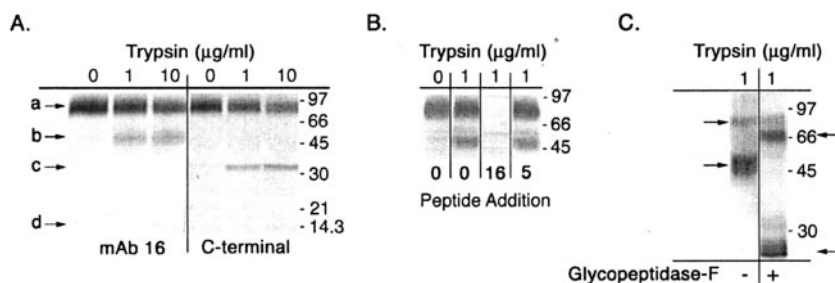 A.
Trypsin (μg/ml)
0 1 10 0 1 10
a
b
c
d
97
66
45
30
21
14.3
mAb 16 C-terminal
B.
Trypsin (μg/ml)
0 1 1 1
97
66
45
0 0 16 5
Peptide Addition
C.
Trypsin (μg/ml)
1 1
97
66
45
30
Glycopeptidase-F - +